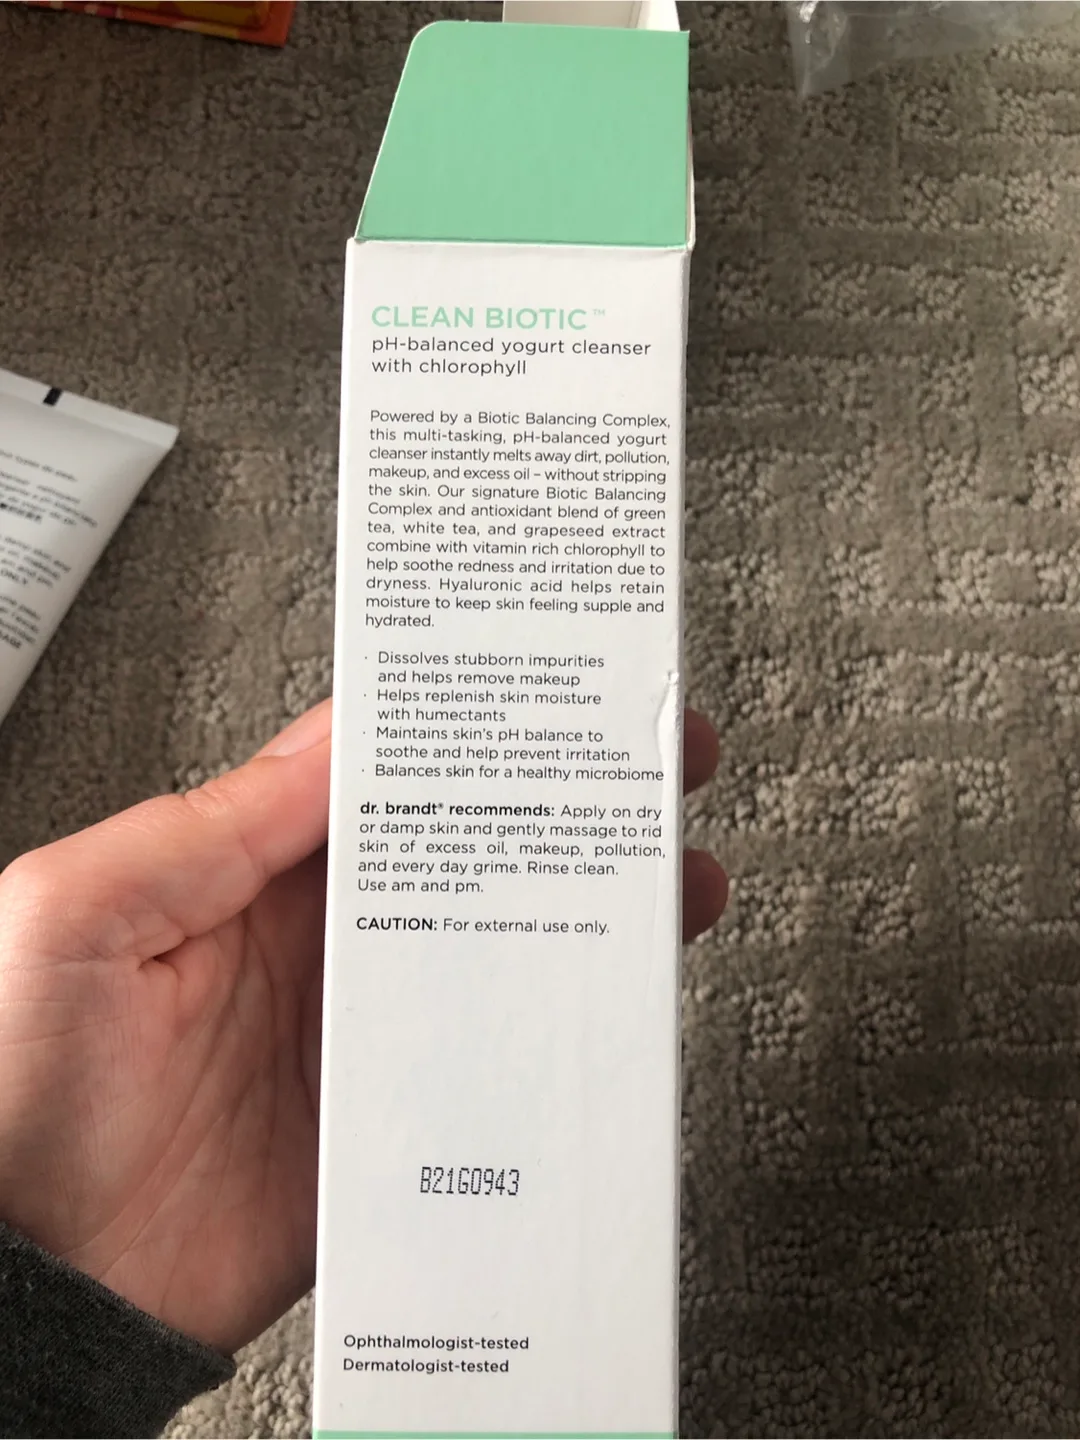 CLEAN BIOTIC™
pH-balanced yogurt cleanser
with chlorophyll
Powered by a Biotic Balancing Complex,
this multi-tasking, pH-balanced yogurt
cleanser instantly melts away dirt, pollution,
makeup, and excess oil – without stripping
the skin. Our signature Biotic Balancing
Complex and antioxidant blend of green
tea, white tea, and grapeseed extract
combine with vitamin rich chlorophyll to
help soothe redness and irritation due to
dryness. Hyaluronic acid helps retain
moisture to keep skin feeling supple and
hydrated.
· Dissolves stubborn impurities
and helps remove makeup
· Helps replenish skin moisture
with humectants
· Maintains skin's pH balance to
soothe and help prevent irritation
· Balances skin for a healthy microbiome
dr. brandt® recommends: Apply on dry
or damp skin and gently massage to rid
skin of excess oil, makeup, pollution,
and every day grime. Rinse clean.
Use am and pm.
CAUTION: For external use only.
B21G0943
Ophthalmologist-tested
Dermatologist-tested